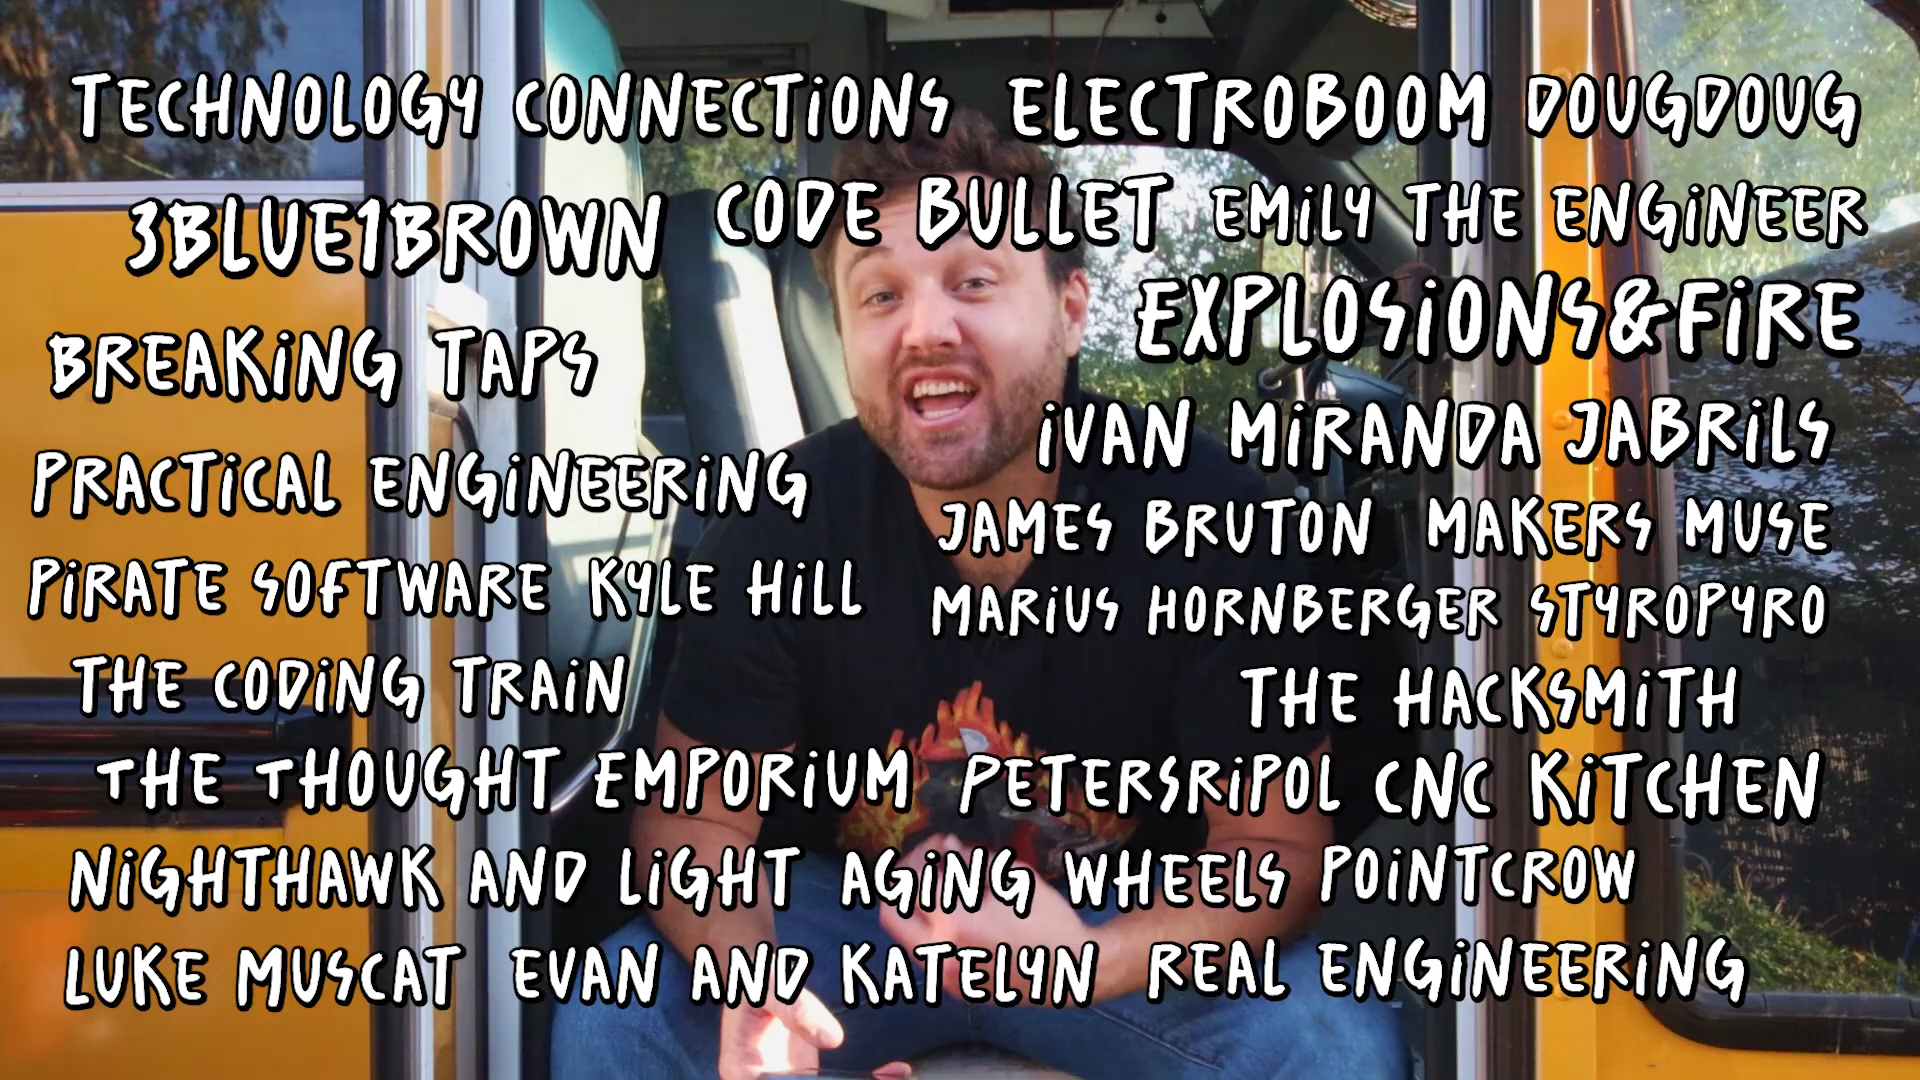 TECHNOLOGY CONNECTIONS ELECTROBOOM DOUGDOUG
3BLUE1BROWN CODE BULLET EMiLY THE ENGiNEER
EXPLOSiONS&FiRE
BREAKiNG TAPS
iVAN MiRANDA JABRiLS
PRACTiCAL ENGiNEERiNG
JAMES BRUTON MAKERS MUSE
PiRATE SOFTWARE KYLE HiLL
MARiUS HORNBERGER STYROPYRO
THE CODiNG TRAiN
THE HACKSMiTH
THE THOUGHT EMPORiUM PETERSRiPOL CNC KiTCHEN
NiGHTHAWK AND LiGHT AGiNG WHEELS POiNTCROW
LUKE MUSCAT EVAN AND KATELYN REAL ENGiNEERiNG